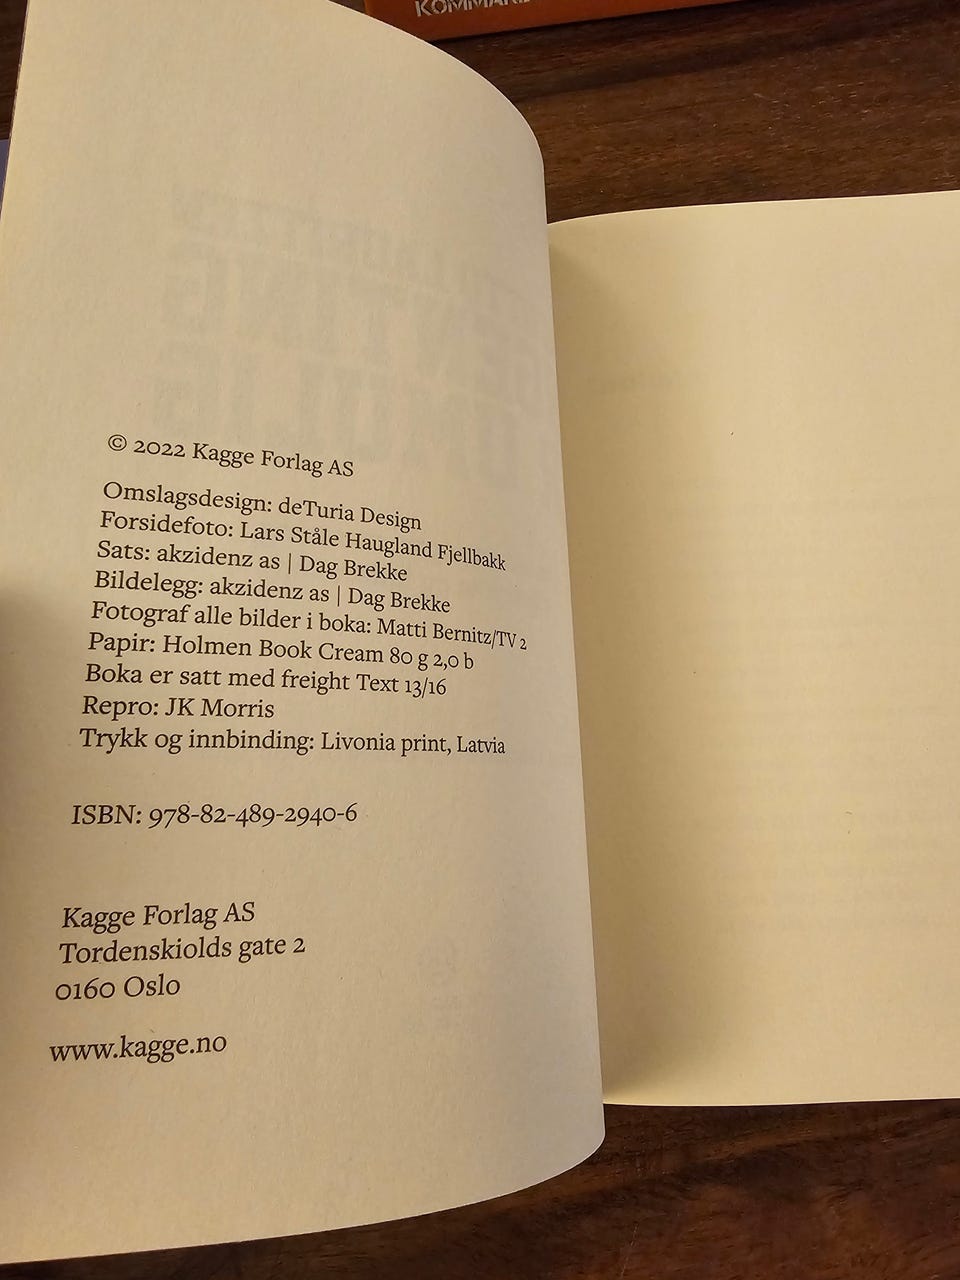 © 2022 Kagge Forlag AS
Omslagsdesign: deTuria Design
Forsidefoto: Lars Ståle Haugland Fjellbakk
Sats: akzidenz as | Dag Brekke
Bildelegg: akzidenz as | Dag Brekke
Fotograf alle bilder i boka: Matti Bernitz/TV 2
Papir: Holmen Book Cream 80 g 2,0 b
Boka er satt med freight Text 13/16
Repro: JK Morris
Trykk og innbinding: Livonia print, Latvia
ISBN: 978-82-489-2940-6
Kagge Forlag AS
Tordenskiolds gate 2
0160 Oslo
www.kagge.no